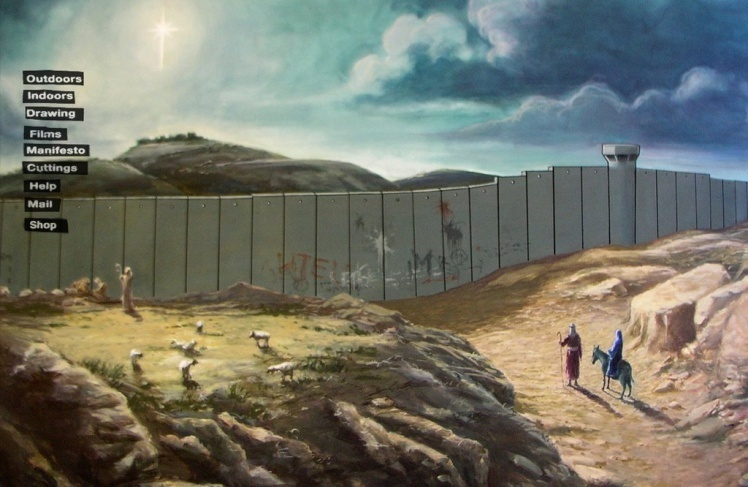 Outdoors
Indoors
Drawing
Films
Manifesto
Cuttings
Help
Mail
Shop